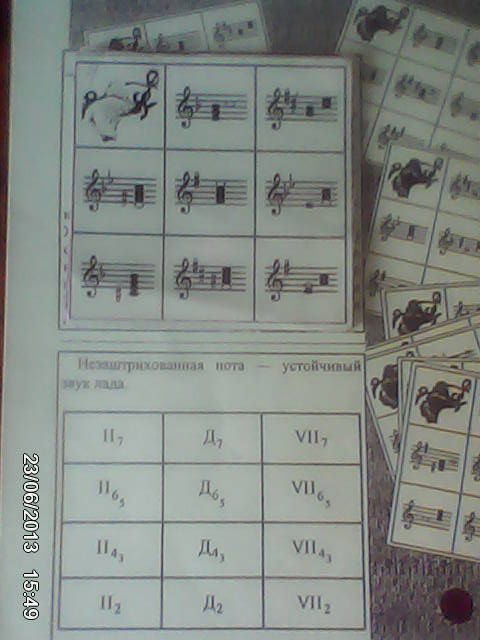 Незаштрихованная нота — устойчивый
звук лада.
II7 Д7 VII7
II65 Д65 VII65
II43 Д43 VII43
II2 Д2 VII2
23/06/2013 15:49